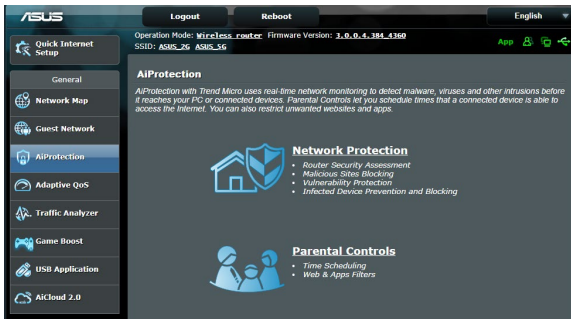 ASUS
Logout
Reboot
English
Operation Mode: Wireless router Firmware Version: 3.0.0.4.384_4360
SSID: ASUS_2G ASUS_5G
App
Quick Internet
Setup
General
Network Map
Guest Network
AiProtection
Adaptive QoS
Traffic Analyzer
Game Boost
USB Application
AiCloud 2.0
AiProtection
AiProtection with Trend Micro uses real-time network monitoring to detect malware, viruses and other intrusions before
it reaches your PC or connected devices. Parental Controls let you schedule times that a connected device is able to
access the Internet. You can also restrict unwanted websites and apps.
Network Protection
• Router Security Assessment
• Malicious Sites Blocking
• Vulnerability Protection
• Infected Device Prevention and Blocking
Parental Controls
• Time Scheduling
• Web & Apps Filters